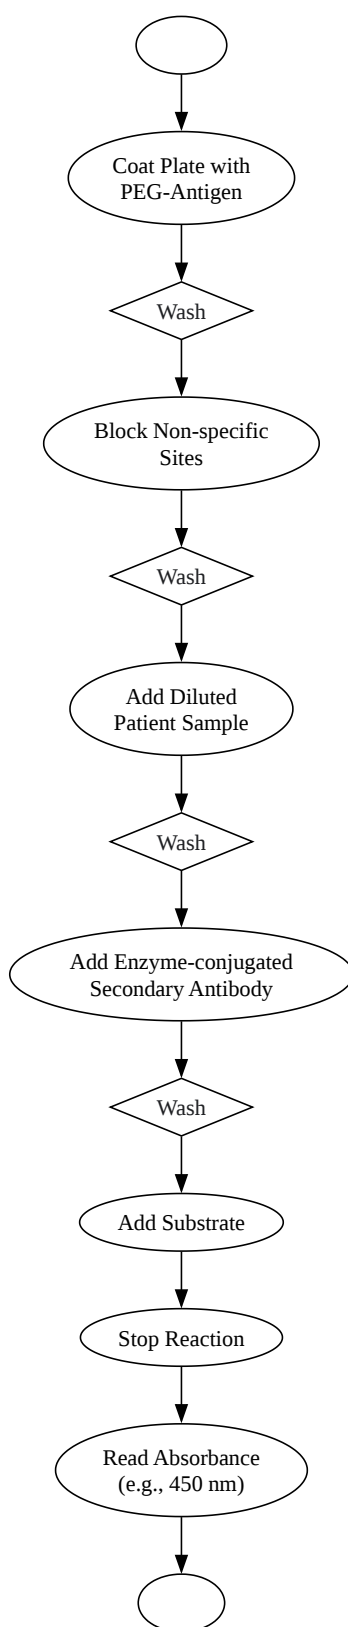 Coat Plate with
PEG-Antigen
Wash
Block Non-specific
Sites
Wash
Add Diluted
Patient Sample
Wash
Add Enzyme-conjugated
Secondary Antibody
Wash
Add Substrate
Stop Reaction
Read Absorbance
(e.g., 450 nm)